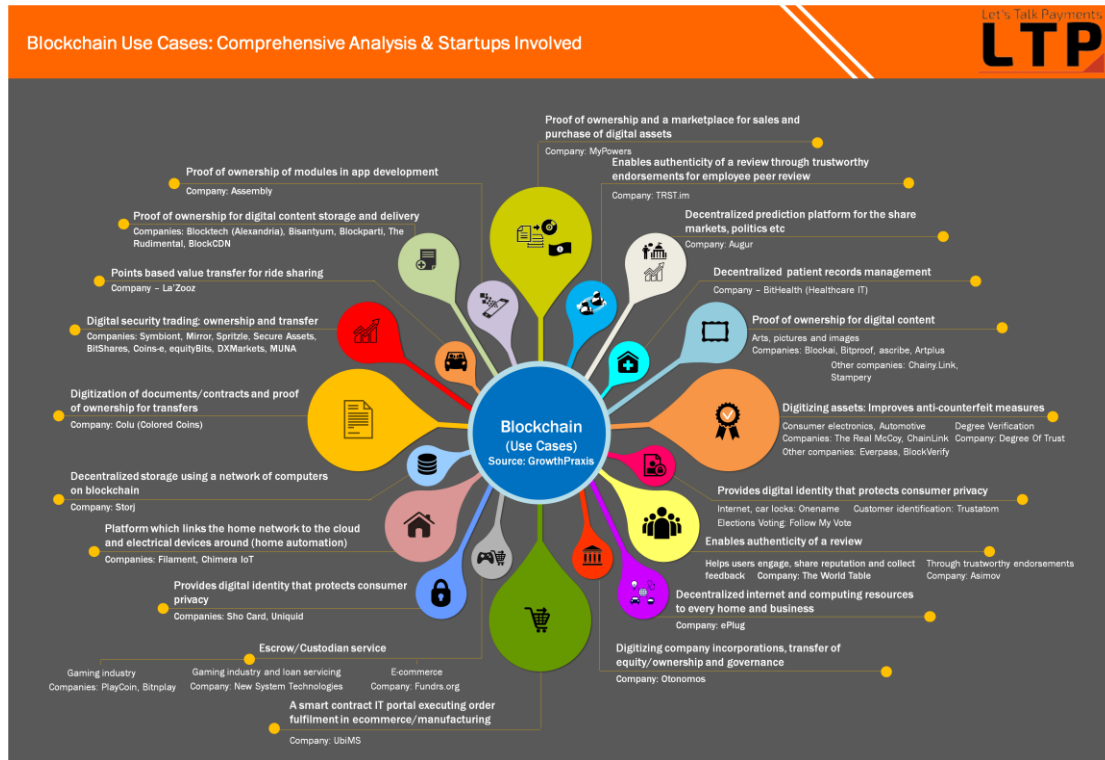 Let's Talk Payments
LTP
Blockchain Use Cases: Comprehensive Analysis & Startups Involved
Proof of ownership and a marketplace for sales and
purchase of digital assets
Company: MyPowers
Enables authenticity of a review through trustworthy
endorsements for employee peer review
Company: TRST.im
Decentralized prediction platform for the share
markets, politics etc
Company: Augur
Decentralized patient records management
Company – BitHealth (Healthcare IT)
Proof of ownership for digital content
Arts, pictures and images
Companies: Blockai, Bitproof, ascribe, Artplus
Other companies: Chainy.Link,
Stampery
Digitizing assets: Improves anti-counterfeit measures
Consumer electronics, Automotive
Companies: The Real McCoy, ChainLink
Degree Verification
Company: Degree Of Trust
Other companies: Everpass, BlockVerify
Provides digital identity that protects consumer privacy
Internet, car locks: Onename
Customer identification: Trustatom
Elections Voting: Follow My Vote
Enables authenticity of a review
Helps users engage, share reputation and collect
feedback Company: The World Table
Through trustworthy endorsements
Company: Asimov
Decentralized internet and computing resources
to every home and business
Company: ePlug
Digitizing company incorporations, transfer of
equity/ownership and governance
Company: Otonomos
Proof of ownership of modules in app development
Company: Assembly
Proof of ownership for digital content storage and delivery
Companies: Blocktech (Alexandria), Bisantyum, Blockparti, The
Rudimental, BlockCDN
Points based value transfer for ride sharing
Company – La'Zooz
Digital security trading: ownership and transfer
Companies: Symbiont, Mirror, Spritzle, Secure Assets,
BitShares, Coins-e, equityBits, DXMarkets, MUNA
Digitization of documents/contracts and proof
of ownership for transfers
Company: Colu (Colored Coins)
Decentralized storage using a network of computers
on blockchain
Company: Storj
Platform which links the home network to the cloud
and electrical devices around (home automation)
Companies: Filament, Chimera IoT
Provides digital identity that protects consumer
privacy
Companies: Sho Card, Uniquid
Escrow/Custodian service
Gaming industry
Companies: PlayCoin, Bitnplay
Gaming industry and loan servicing
Company: New System Technologies
E-commerce
Company: Fundrs.org
A smart contract IT portal executing order
fulfilment in ecommerce/manufacturing
Company: UbiMS
Blockchain
(Use Cases)
Source: GrowthPraxis